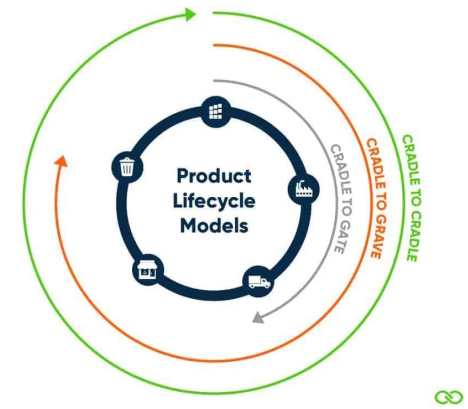 Product
Lifecycle
Models
CRADLE TO GATE
CRADLE TO GRAVE
CRADLE TO CRADLE